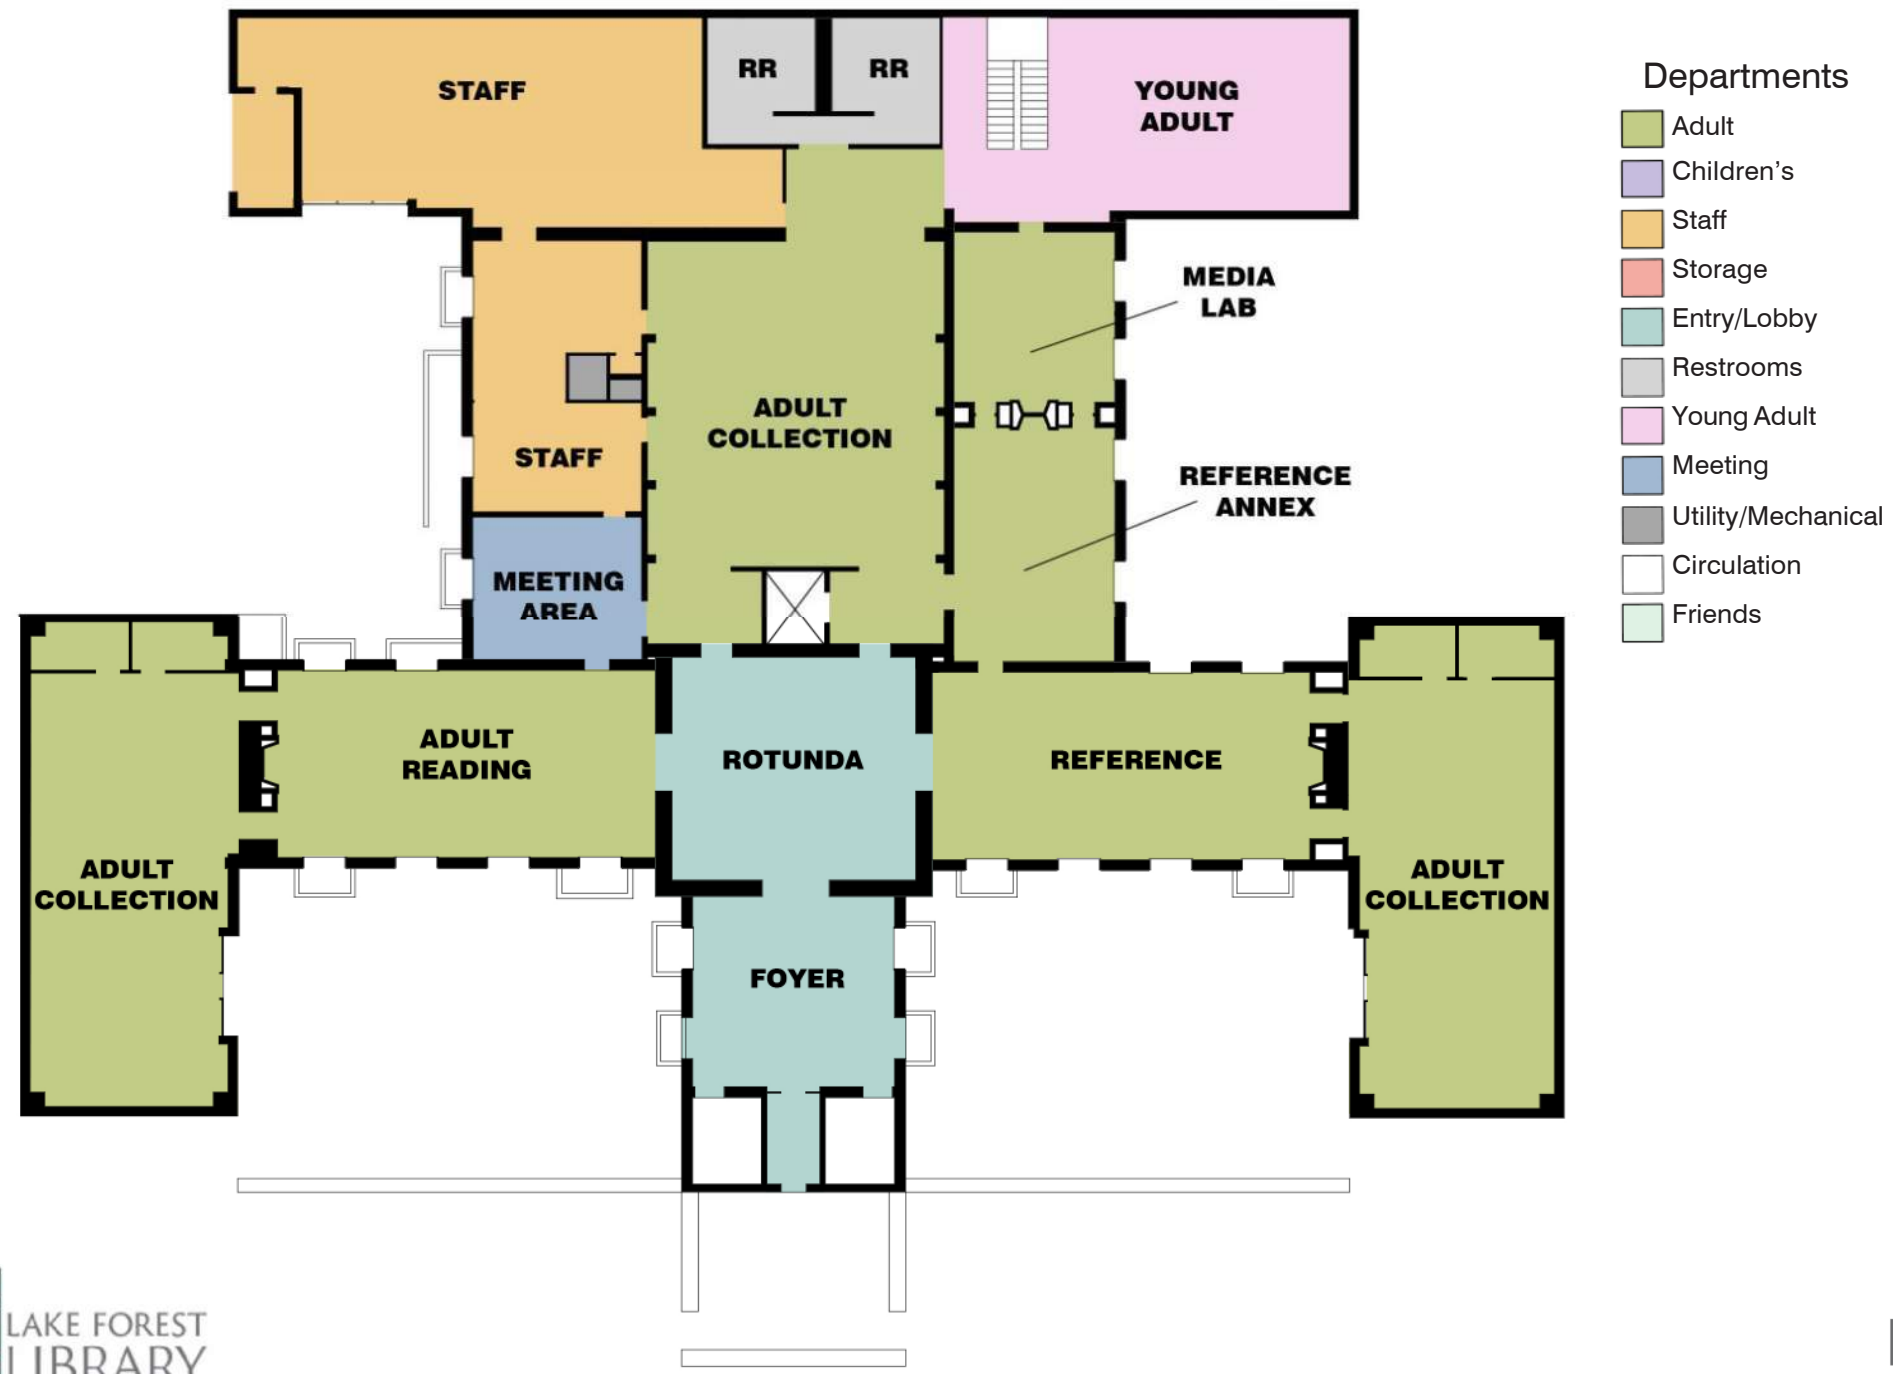 STAFF
RR
RR
YOUNG
ADULT
Departments
Adult
Children's
Staff
Storage
Entry/Lobby
Restrooms
Young Adult
Meeting
Utility/Mechanical
Circulation
Friends
MEDIA
LAB
ADULT
COLLECTION
STAFF
REFERENCE
ANNEX
MEETING
AREA
ADULT
READING
ROTUNDA
REFERENCE
ADULT
COLLECTION
ADULT
COLLECTION
FOYER
LAKE FOREST
LIBRARY